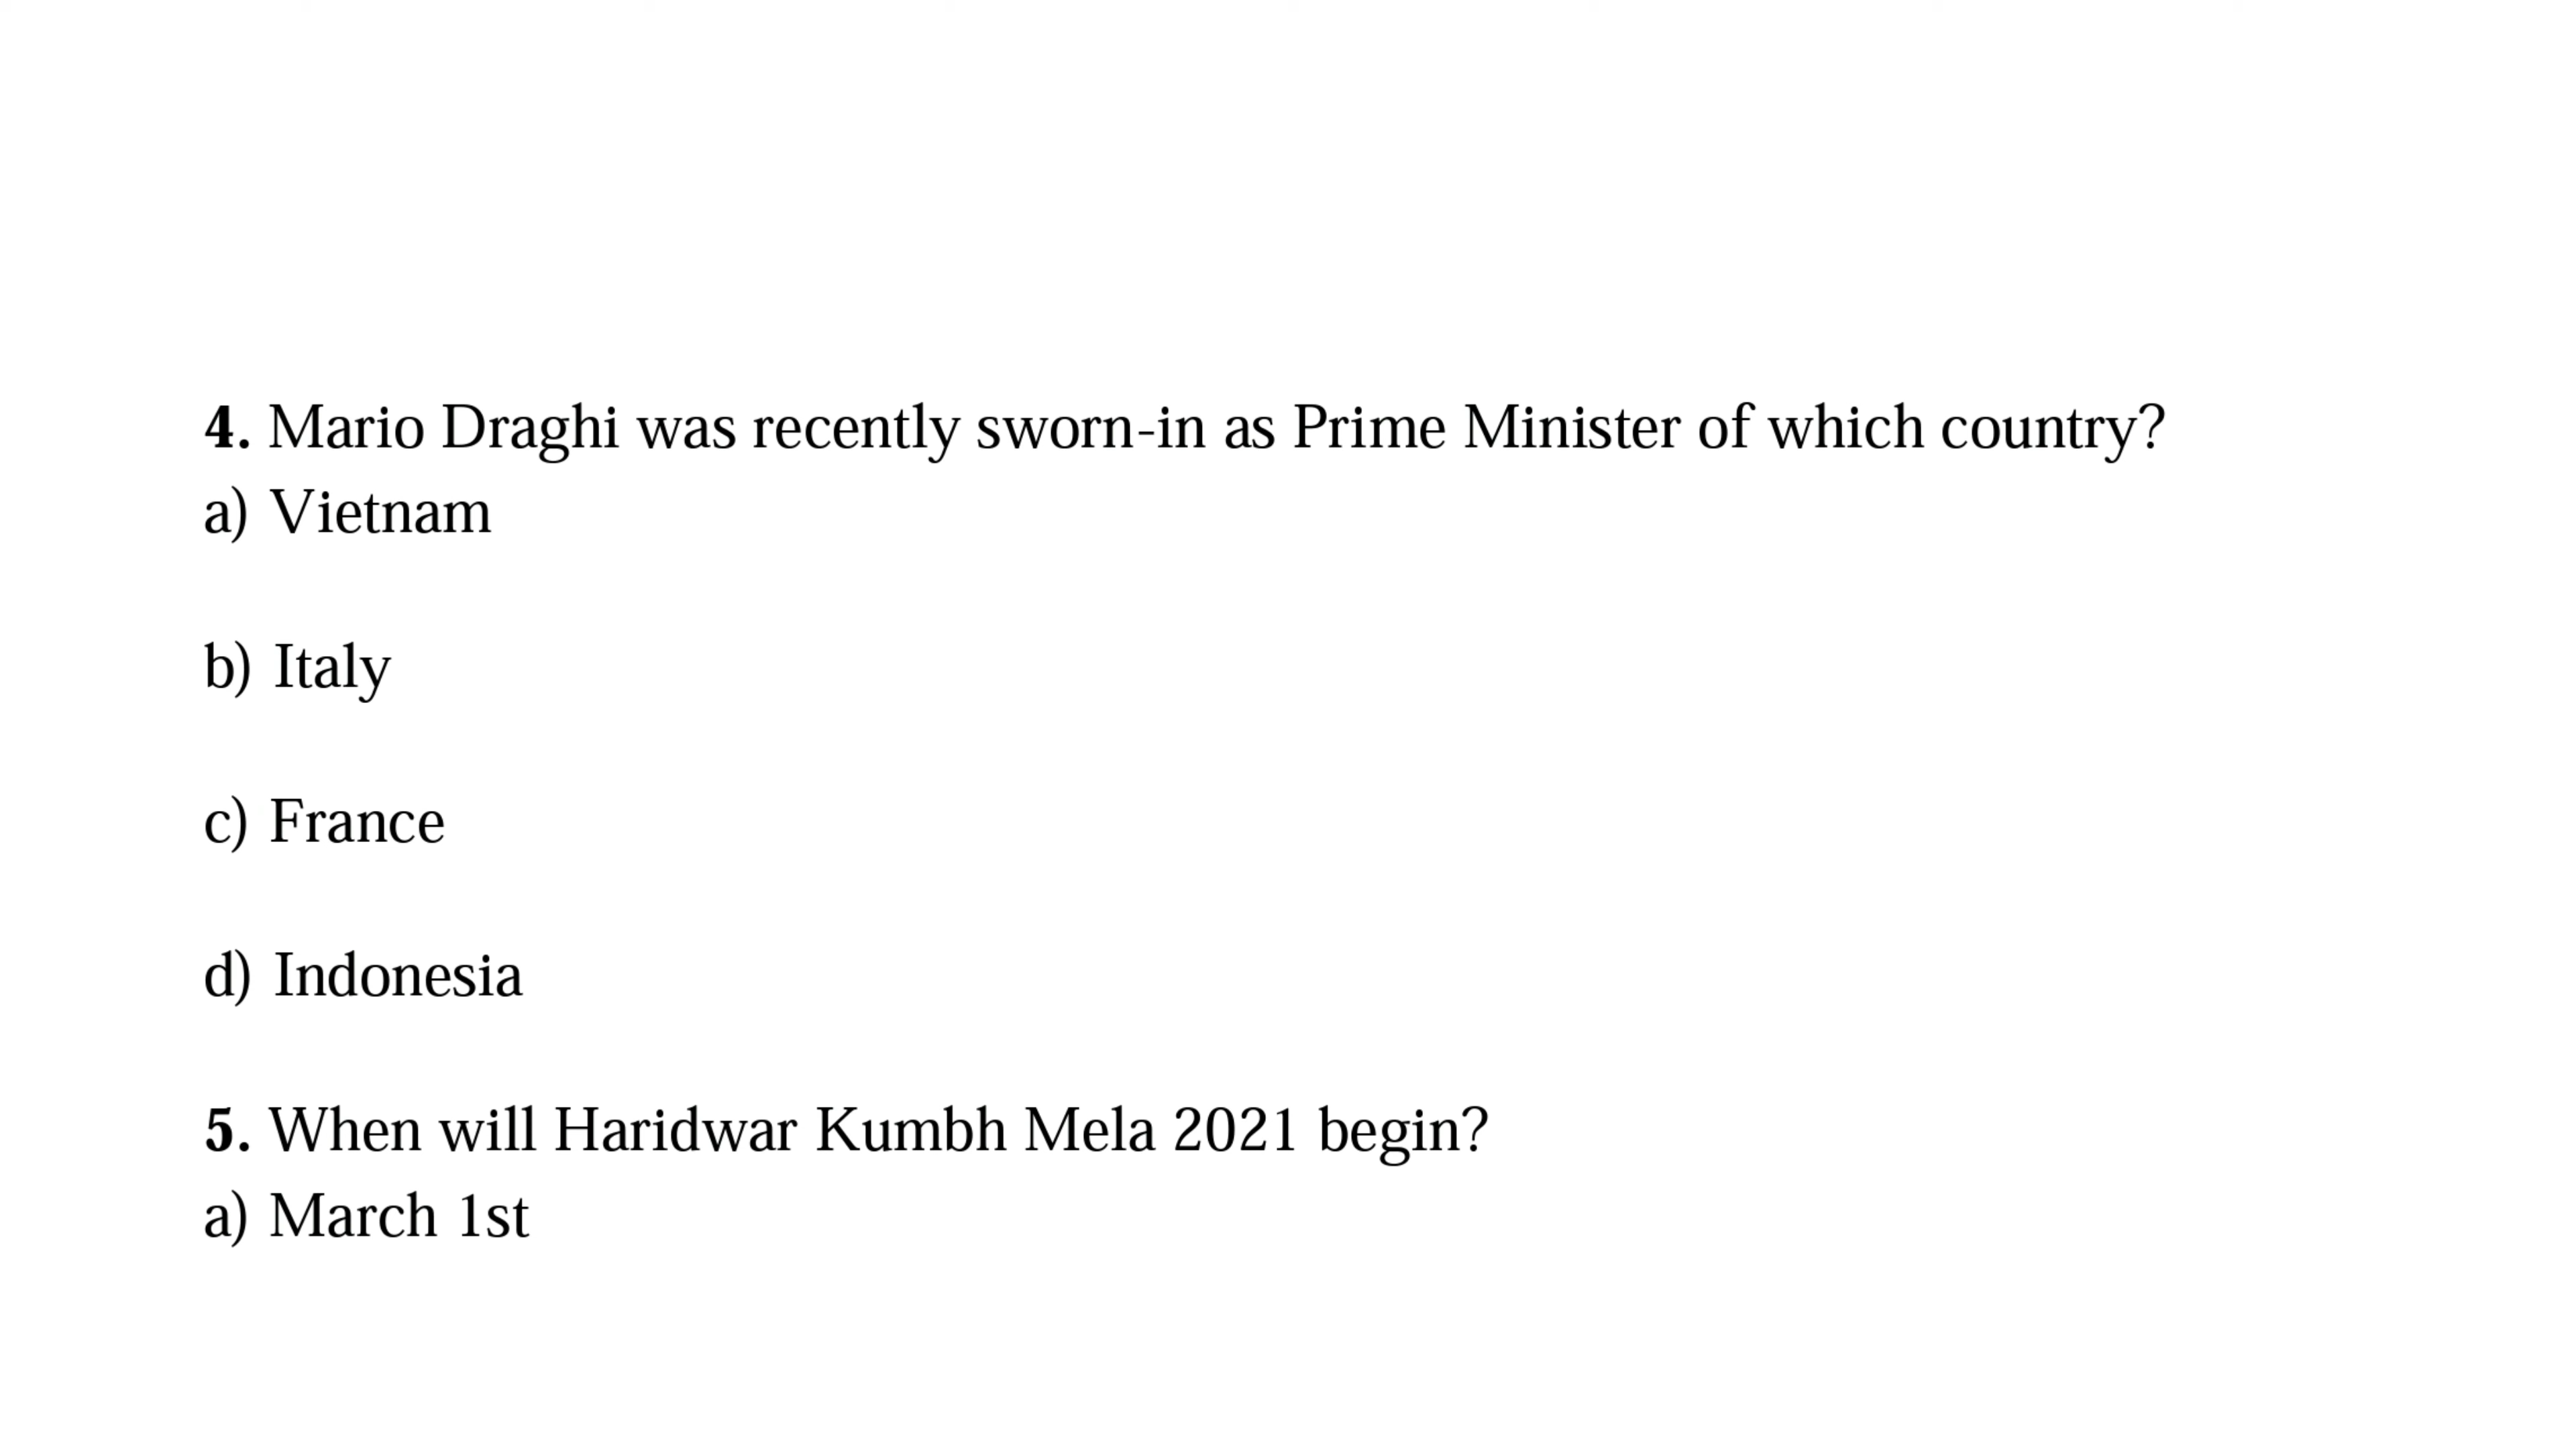 4. Mario Draghi was recently sworn-in as Prime Minister of which country?
a) Vietnam
b) Italy
c) France
d) Indonesia
5. When will Haridwar Kumbh Mela 2021 begin?
a) March 1st